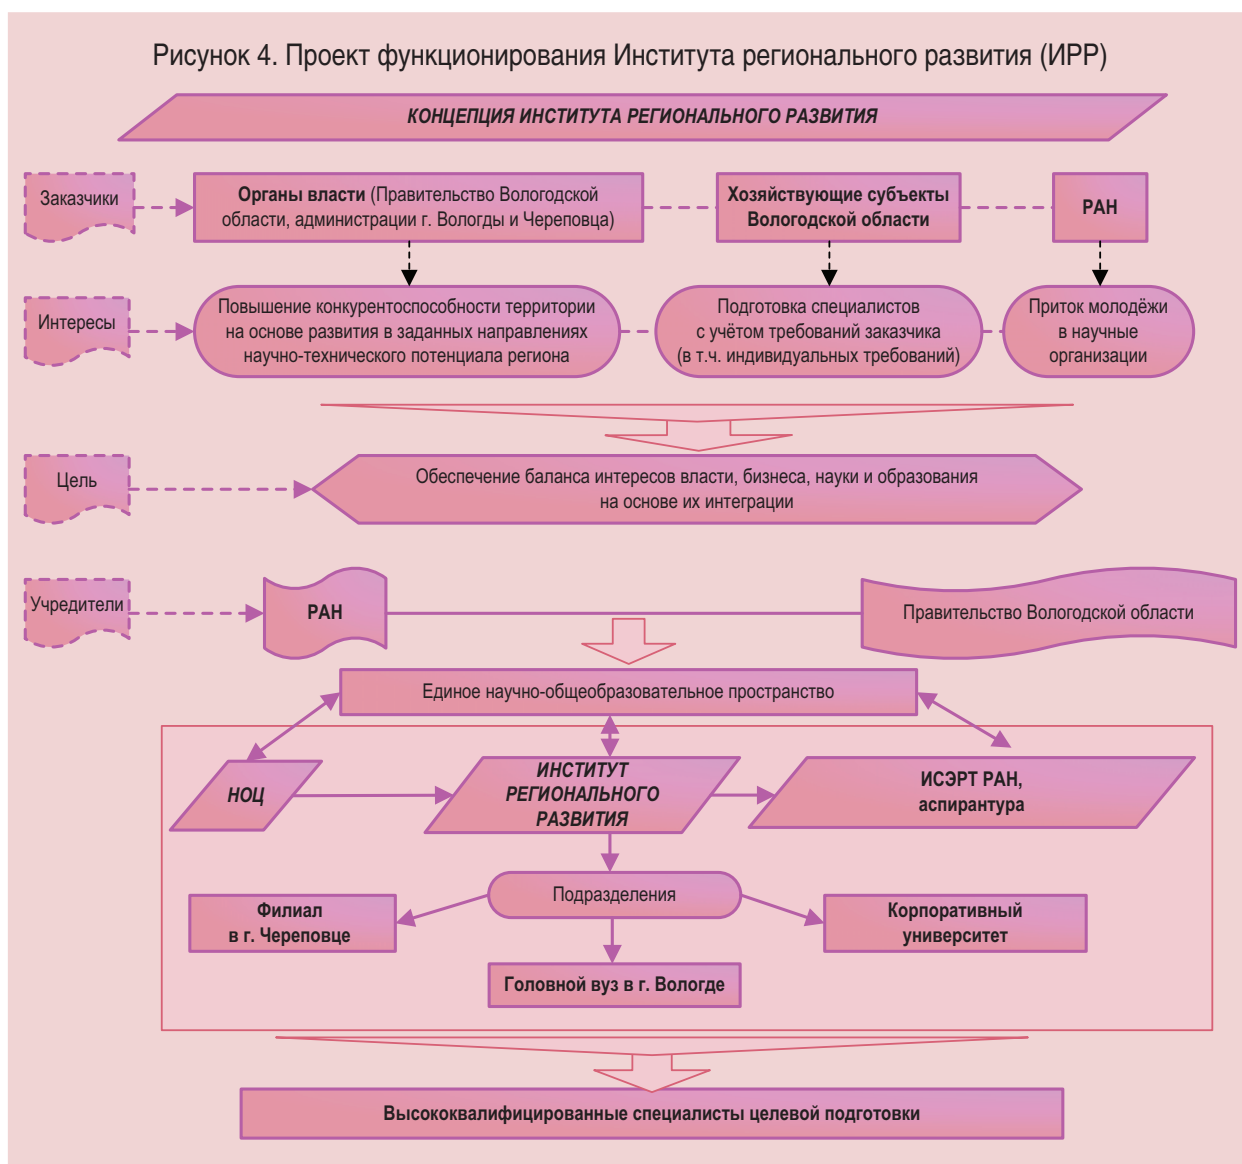 Рисунок 4. Проект функционирования Института регионального развития (ИРР)
КОНЦЕПЦИЯ ИНСТИТУТА РЕГИОНАЛЬНОГО РАЗВИТИЯ
Заказчики
Органы власти (Правительство Вологодской
области, администрации г. Вологды и Череповца)
Хозяйствующие субъекты
Вологодской области
РАН
Интересы
Повышение конкурентоспособности территории
на основе развития в заданных направлениях
научно-технического потенциала региона
Подготовка специалистов
с учётом требований заказчика
(в т.ч. индивидуальных требований)
Приток молодёжи
в научные
организации
Цель
Обеспечение баланса интересов власти, бизнеса, науки и образования
на основе их интеграции
Учредители
РАН
Правительство Вологодской области
Единое научно-общеобразовательное пространство
НОЦ
ИНСТИТУТ
РЕГИОНАЛЬНОГО
РАЗВИТИЯ
ИСЭРТ РАН,
аспирантура
Подразделения
Филиал
в г. Череповце
Корпоративный
университет
Головной вуз в г. Вологде
Высококвалифицированные специалисты целевой подготовки